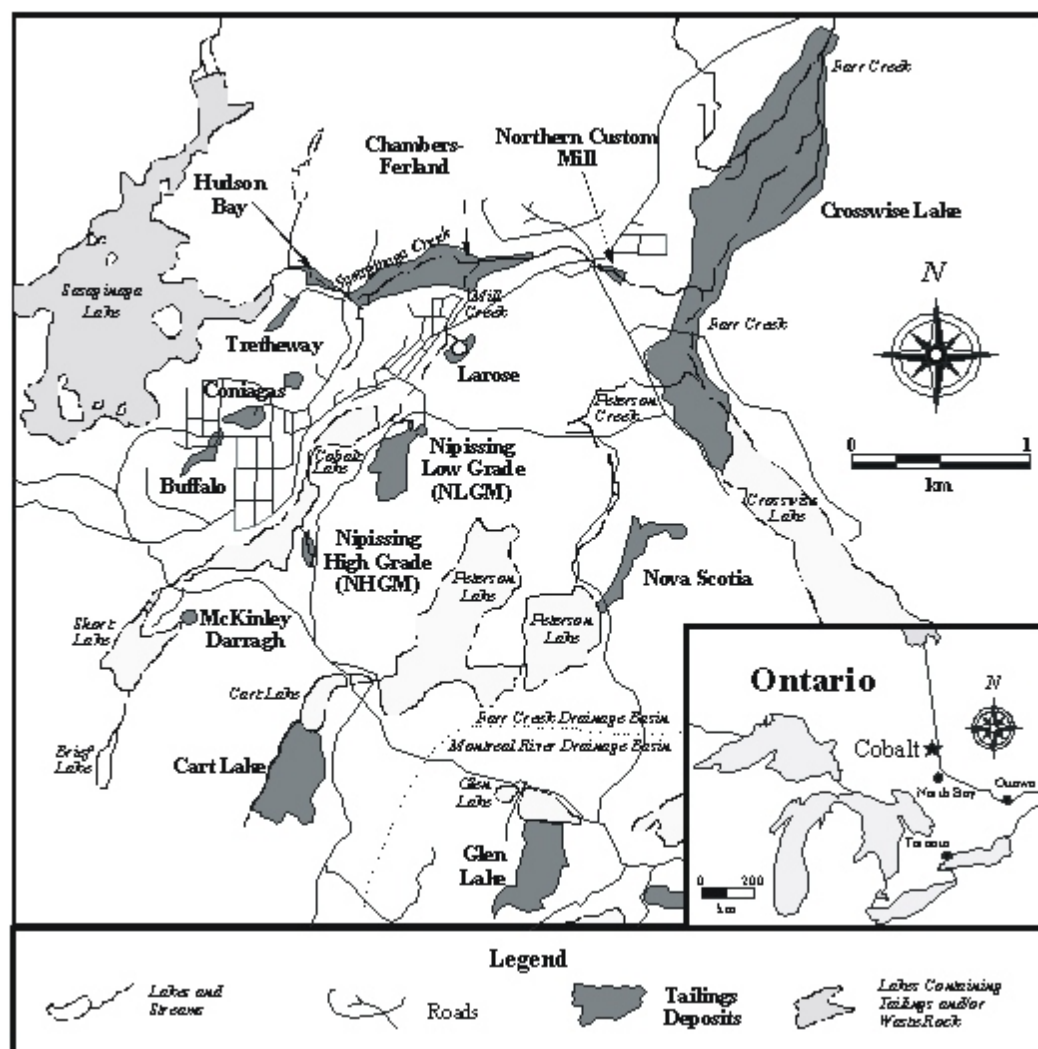 Farr Creek
Chambers-
Ferland
Northern Custom
Mill
Hudson
Bay
Crosswise Lake
Sasaginaga Creek
Sasaginaga
Lake
N
Mill
Creek
Farr Creek
Tretheway
Larose
Coniagas
Peterson
Creek
0
1
km
Cobalt
Lake
Nipissing
Low Grade
(NLGM)
Buffalo
Crosswise
Lake
Nipissing
High Grade
(NHGM)
Peterson
Lake
Nova Scotia
Short
Lake
McKinley
Darragh
Peterson
Lake
Cart Lake
Farr Creek Drainage Basin
Montreal River Drainage Basin
Brief
Lake
Cart Lake
Glen
Lake
Glen
Lake
Ontario
N
Cobalt
North Bay
Ottawa
Toronto
0
200
km
Legend
Lakes and
Streams
Roads
Tailings
Deposits
Lakes Containing
Tailings and/or
Waste Rock